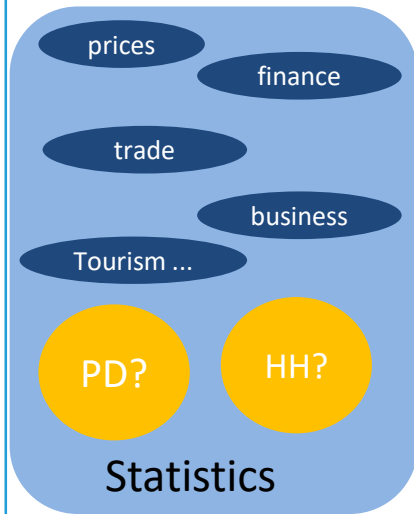 prices
finance
trade
business
Tourism ...
PD?
HH?
Statistics